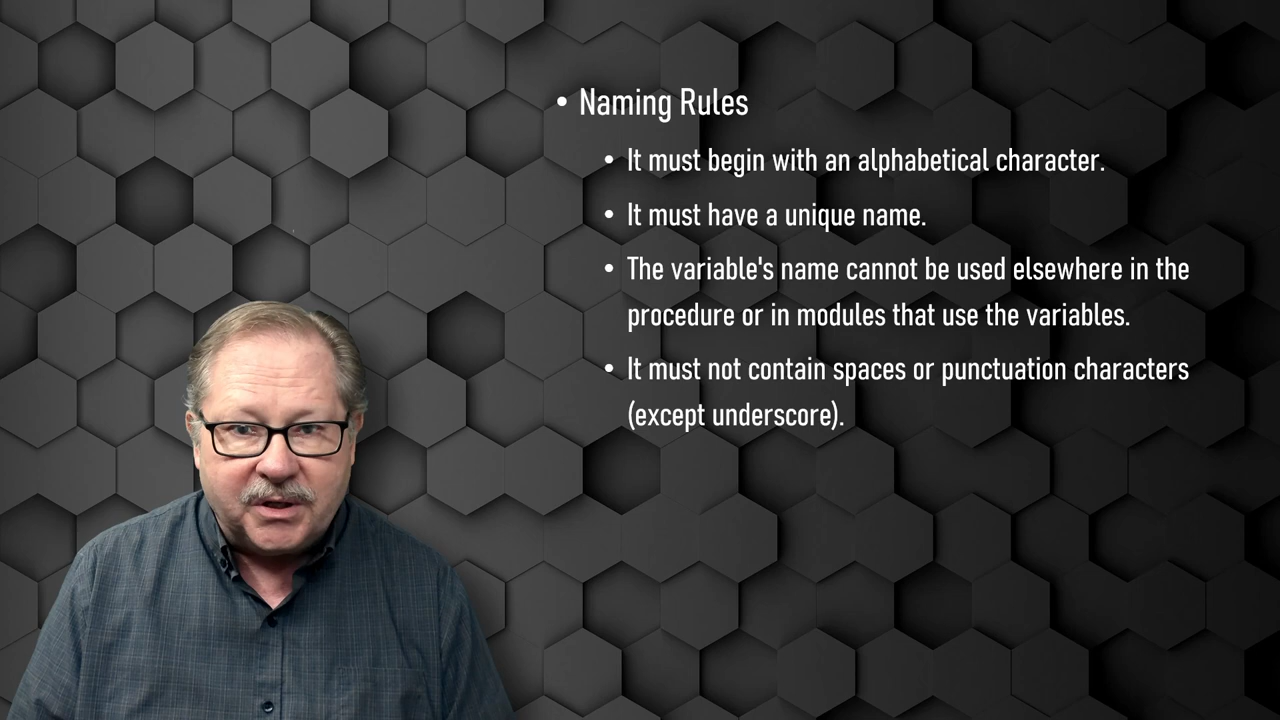 • Naming Rules
• It must begin with an alphabetical character.
• It must have a unique name.
• The variable's name cannot be used elsewhere in the
procedure or in modules that use the variables.
• It must not contain spaces or punctuation characters
(except underscore).